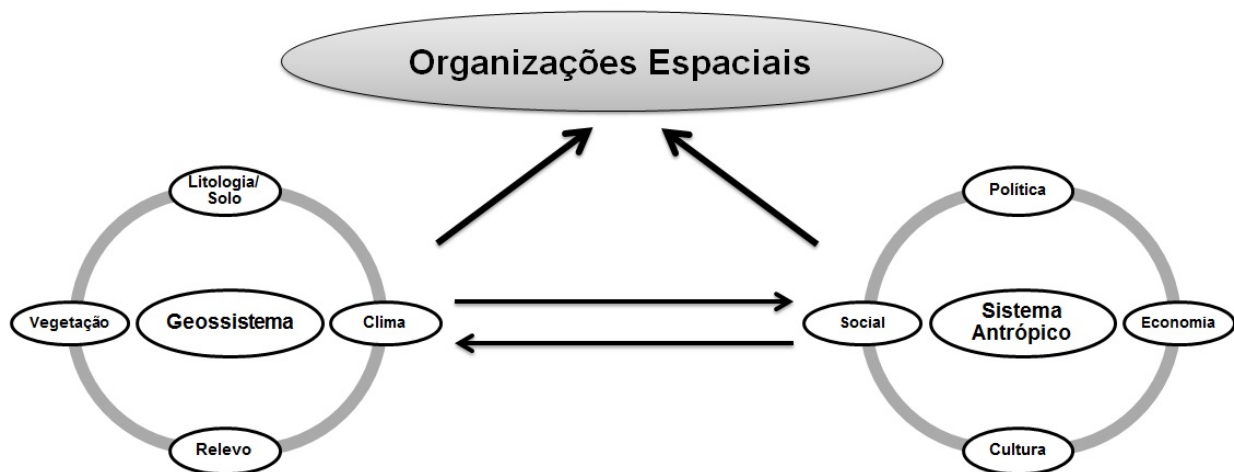 Organizações Espaciais
Litologia/
Solo
Vegetação
Geossistema
Clima
Relevo
Política
Social
Sistema
Antrópico
Economia
Cultura